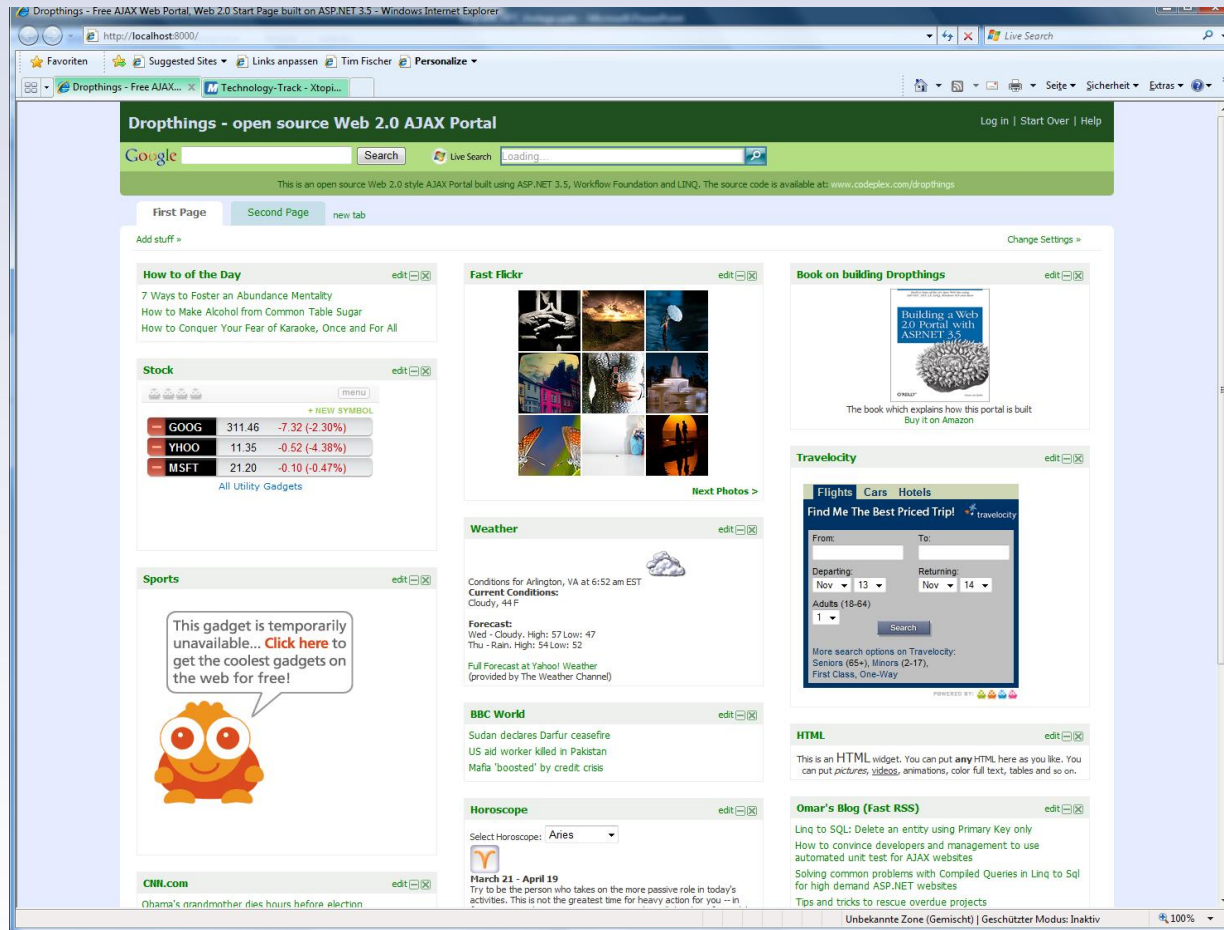 Dropthings - Free AJAX Web Portal, Web 2.0 Start Page built on ASP.NET 3.5 - Windows Internet Explorer
http://localhost:8000/
Live Search
Favoriten
Suggested Sites
Links anpassen
Tim Fischer
Personalize
Dropthings - Free AJAX...
Technology-Track - Xtopi...
Seite
Sicherheit
Extras
Dropthings - open source Web 2.0 AJAX Portal
Log in | Start Over | Help
Google
Search
Live Search
Loading...
This is an open source Web 2.0 style AJAX Portal built using ASP.NET 3.5, Workflow Foundation and LINQ. The source code is available at: www.codeplex.com/dropthings
First Page
Second Page
new tab
Add stuff »
Change Settings »
How to of the Day
edit
7 Ways to Foster an Abundance Mentality
How to Make Alcohol from Common Table Sugar
How to Conquer Your Fear of Karaoke, Once and For All
Stock
edit
menu
+ NEW SYMBOL
GOOG 311.46 -7.32 (-2.30%)
YHOO 11.35 -0.52 (-4.38%)
MSFT 21.20 -0.10 (-0.47%)
All Utility Gadgets
Sports
edit
This gadget is temporarily
unavailable... Click here to
get the coolest gadgets on
the web for free!
CNN.com
edit
Obama's grandmother dies hours before election
Fast Flickr
edit
Next Photos >
Weather
edit
Conditions for Arlington, VA at 6:52 am EST
Current Conditions:
Cloudy, 44 F
Forecast:
Wed - Cloudy. High: 57 Low: 47
Thu - Rain. High: 54 Low: 52
Full Forecast at Yahoo! Weather
(provided by The Weather Channel)
BBC World
edit
Sudan declares Darfur ceasefire
US aid worker killed in Pakistan
Mafia 'boosted' by credit crisis
Horoscope
edit
Select Horoscope: Aries
March 21 - April 19
Try to be the person who takes on the more passive role in today's
activities. This is not the greatest time for heavy action for you -- in
Book on building Dropthings
edit
Building a Web
2.0 Portal with
ASP.NET 3.5
O'REILLY
The book which explains how this portal is built
Buy it on Amazon
Travelocity
edit
Flights Cars Hotels
Find Me The Best Priced Trip! travelocity
From: To:
Departing: Returning:
Nov 13 Nov 14
Adults (18-64)
1
Search
More search options on Travelocity:
Seniors (65+), Minors (2-17),
First Class, One-Way
POWERED BY:
HTML
edit
This is an HTML widget. You can put any HTML here as you like. You
can put pictures, videos, animations, color full text, tables and so on.
Omar's Blog (Fast RSS)
edit
Linq to SQL: Delete an entity using Primary Key only
How to convince developers and management to use
automated unit test for AJAX websites
Solving common problems with Compiled Queries in Linq to Sql
for high demand ASP.NET websites
Tips and tricks to rescue overdue projects
Unbekannte Zone (Gemischt) | Geschützter Modus: Inaktiv
100%